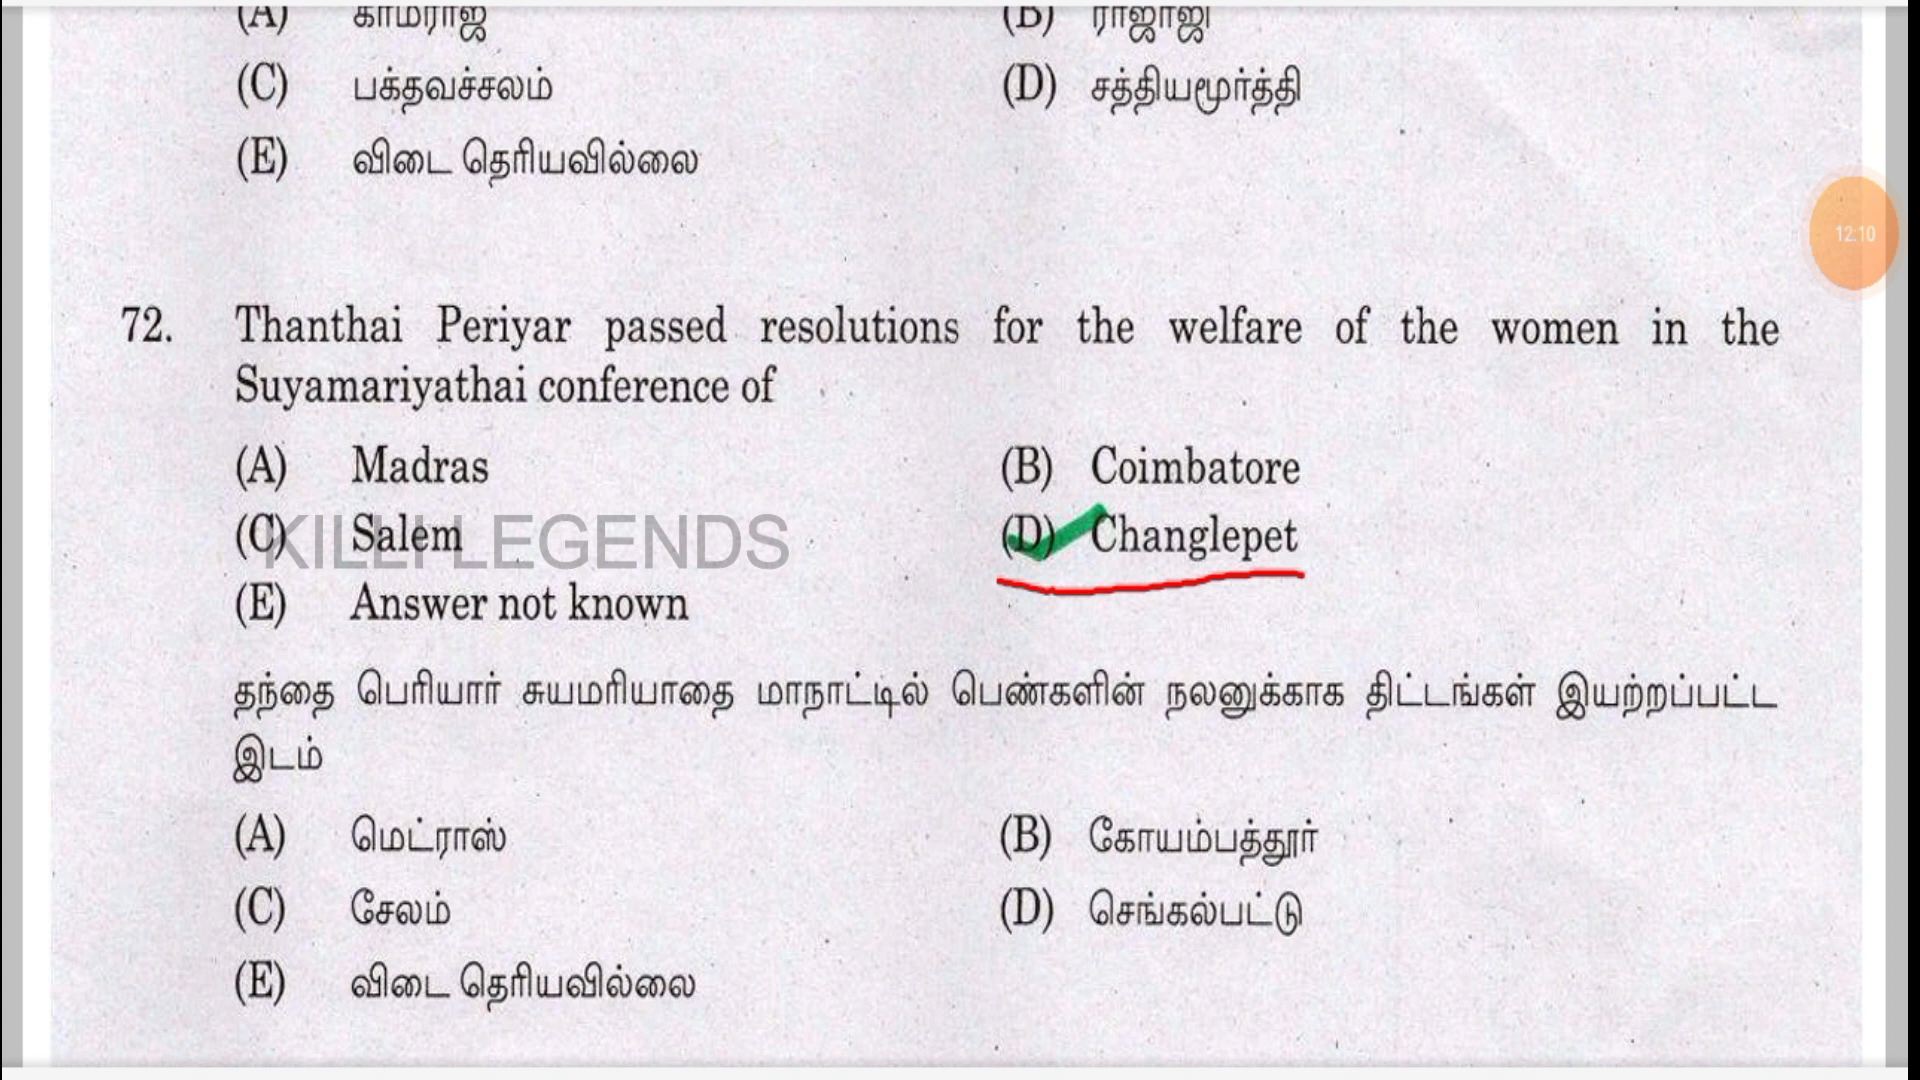 (A) காமராஜ் (B) ராஜாஜி
(C) பக்தவச்சலம் (D) சத்தியமூர்த்தி
(E) விடை தெரியவில்லை
12:10
72. Thanthai Periyar passed resolutions for the welfare of the women in the
Suyamariyathai conference of
(A) Madras (B) Coimbatore
(C) Salem (D) Changlepet
KILLI LEGENDS
(E) Answer not known
தந்தை பெரியார் சுயமரியாதை மாநாட்டில் பெண்களின் நலனுக்காக திட்டங்கள் இயற்றப்பட்ட
இடம்
(A) மெட்ராஸ் (B) கோயம்பத்தூர்
(C) சேலம் (D) செங்கல்பட்டு
(E) விடை தெரியவில்லை